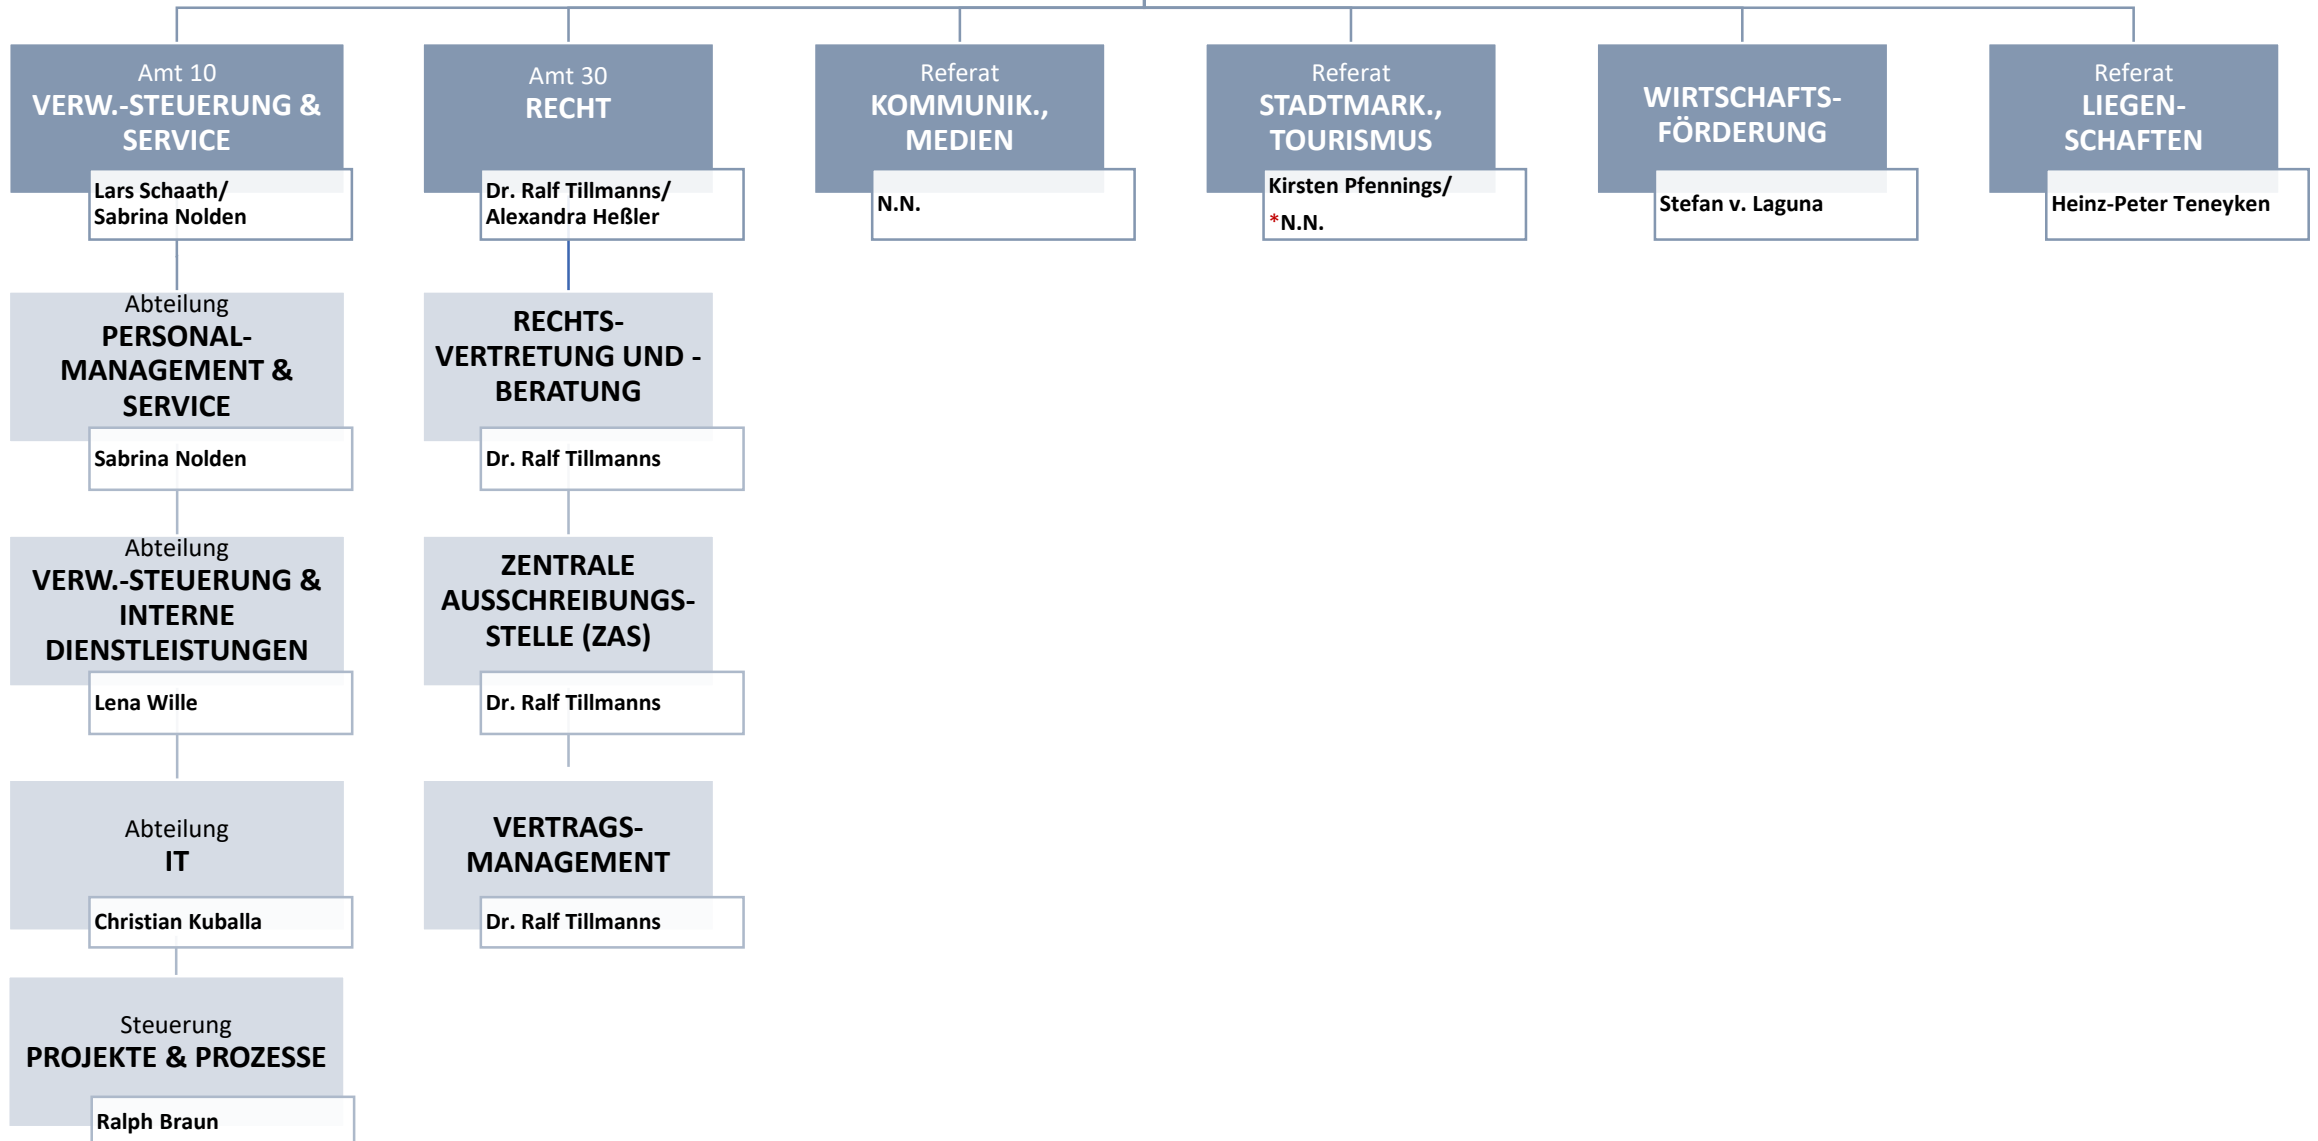 Amt 10
VERW.-STEUERUNG &
SERVICE
Lars Schaath/
Sabrina Nolden
Abteilung
PERSONAL-
MANAGEMENT &
SERVICE
Sabrina Nolden
Abteilung
VERW.-STEUERUNG &
INTERNE
DIENSTLEISTUNGEN
Lena Wille
Abteilung
IT
Christian Kuballa
Steuerung
PROJEKTE & PROZESSE
Ralph Braun
Amt 30
RECHT
Dr. Ralf Tillmanns/
Alexandra Heßler
RECHTS-
VERTRETUNG UND -
BERATUNG
Dr. Ralf Tillmanns
ZENTRALE
AUSSCHREIBUNGS-
STELLE (ZAS)
Dr. Ralf Tillmanns
VERTRAGS-
MANAGEMENT
Dr. Ralf Tillmanns
Referat
KOMMUNIK.,
MEDIEN
N.N.
Referat
STADTMARK.,
TOURISMUS
Kirsten Pfennings/
*N.N.
WIRTSCHAFTS-
FÖRDERUNG
Stefan v. Laguna
Referat
LIEGEN-
SCHAFTEN
Heinz-Peter Teneyken